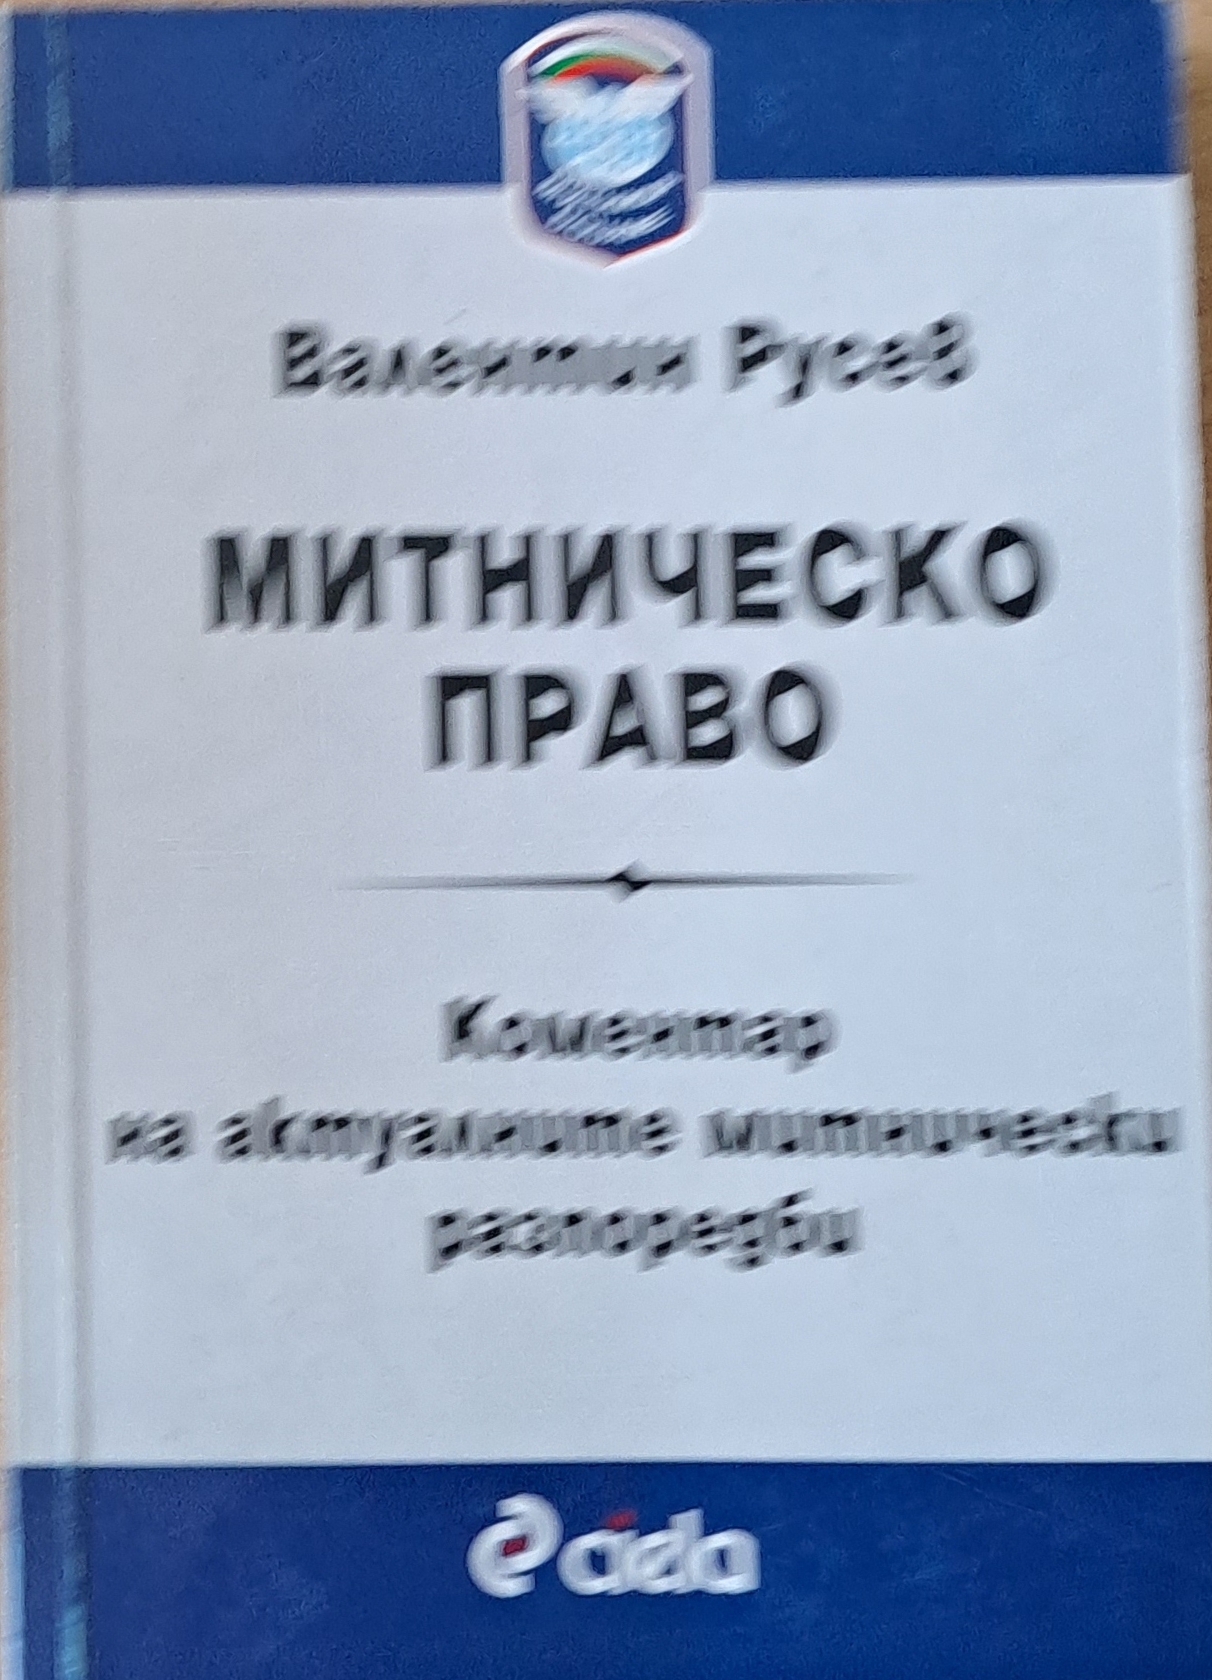 Валентин Русев
МИТНИЧЕСКО
ПРАВО
Коментар
на актуалните митнически
разпоредби